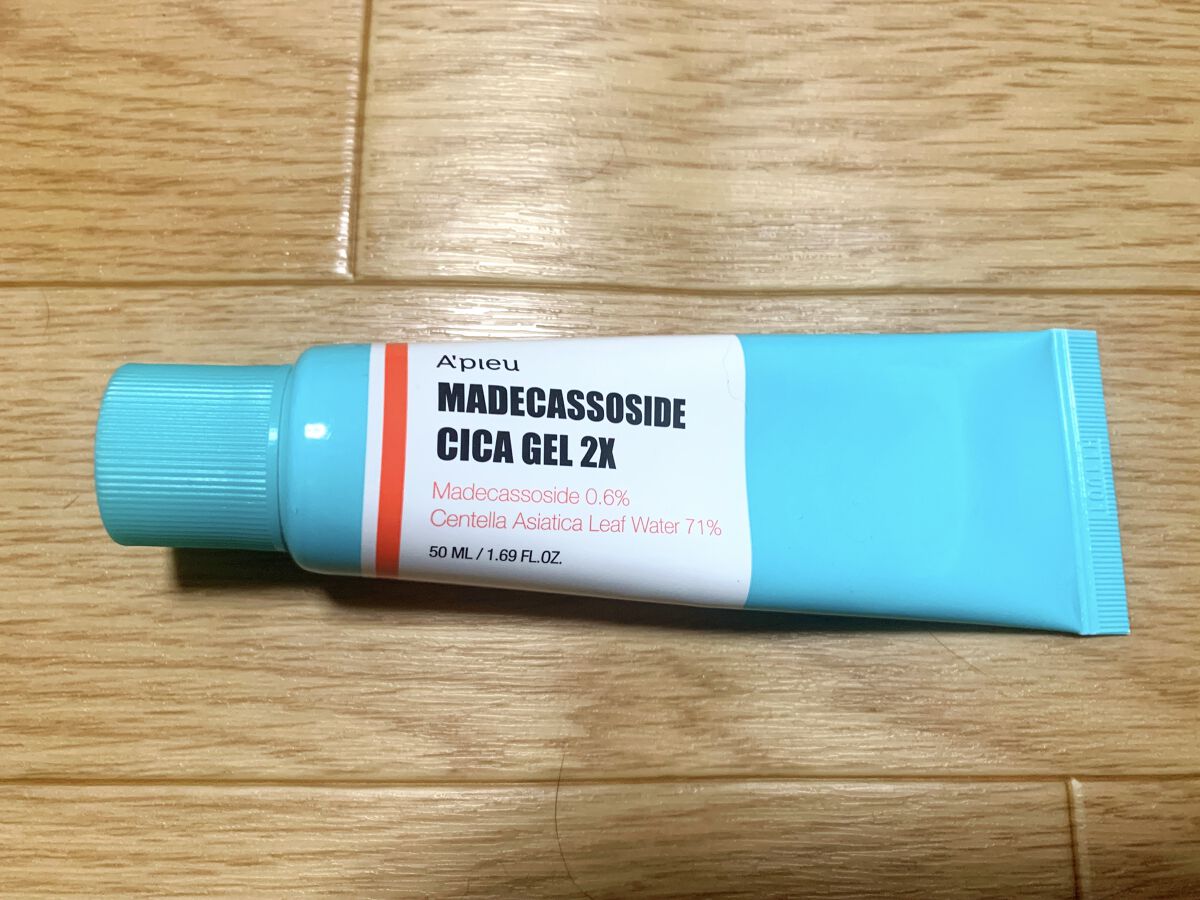 A'PIEU
MADECASSOSIDE
CICA GEL 2X
Madecassoside 0.6%
Centella Asiatica Leaf Water 71%
50 ML / 1.69 FL.OZ.